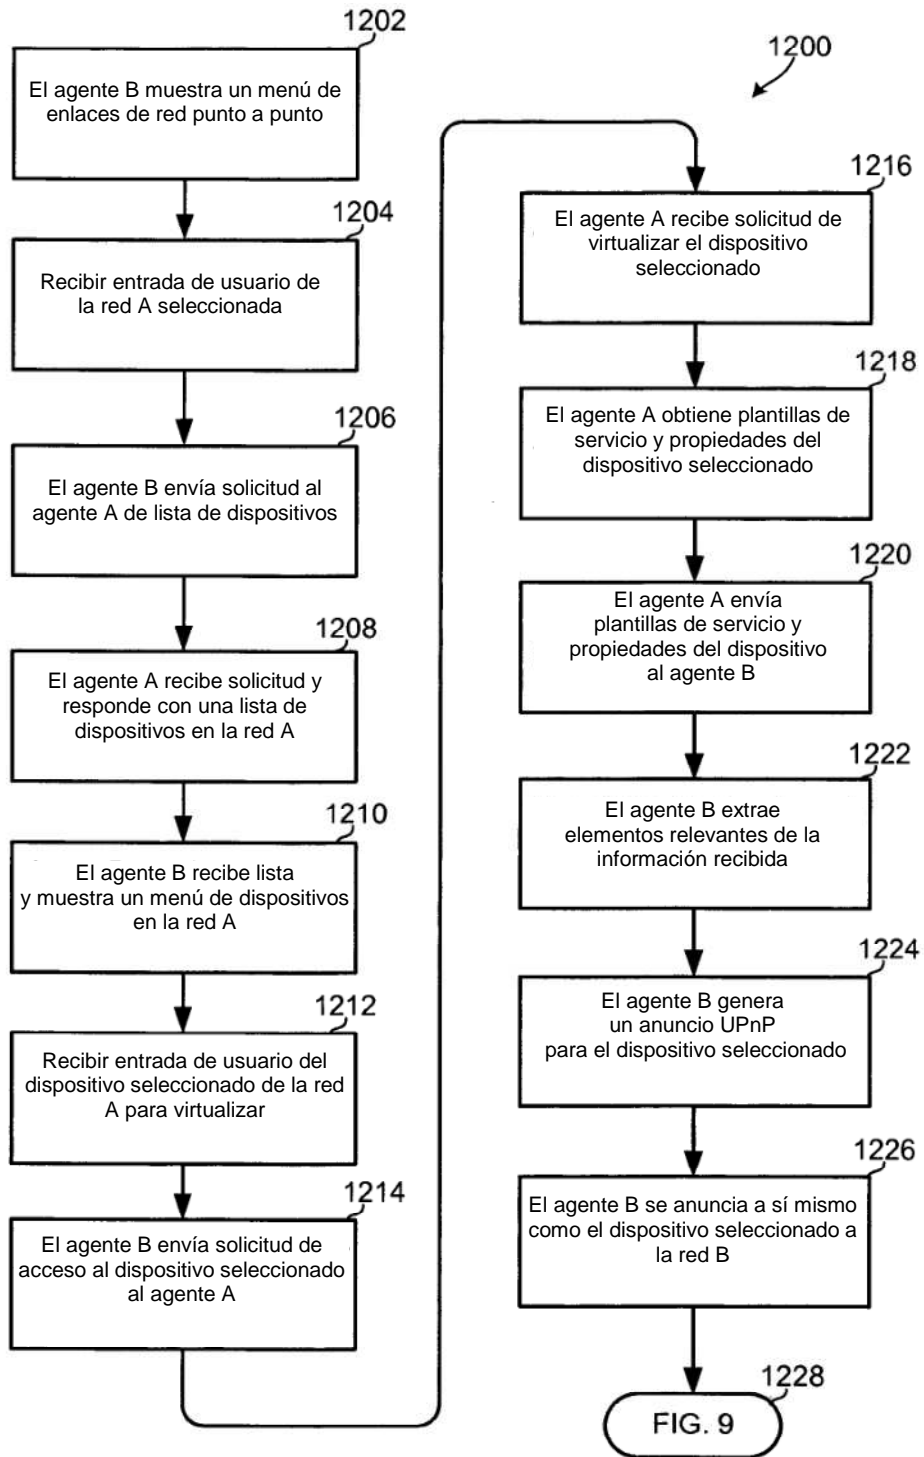 1202
El agente B muestra un menú de
enlaces de red punto a punto
1204
Recibir entrada de usuario de
la red A seleccionada
1206
El agente B envía solicitud al
agente A de lista de dispositivos
1208
El agente A recibe solicitud y
responde con una lista de
dispositivos en la red A
1210
El agente B recibe lista
y muestra un menú de dispositivos
en la red A
1212
Recibir entrada de usuario del
dispositivo seleccionado de la red
A para virtualizar
1214
El agente B envía solicitud de
acceso al dispositivo seleccionado
al agente A
1200
1216
El agente A recibe solicitud de
virtualizar el dispositivo
seleccionado
1218
El agente A obtiene plantillas de
servicio y propiedades del
dispositivo seleccionado
1220
El agente A envía
plantillas de servicio y
propiedades del dispositivo
al agente B
1222
El agente B extrae
elementos relevantes de la
información recibida
1224
El agente B genera
un anuncio UPnP
para el dispositivo seleccionado
1226
El agente B se anuncia a sí mismo
como el dispositivo seleccionado a
la red B
1228
FIG. 9